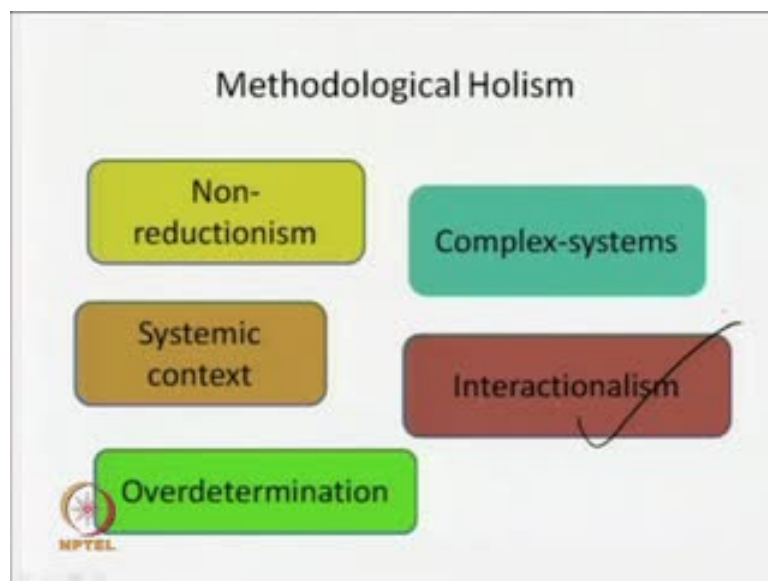 Methodological Holism
Non-
reductionism
Complex-systems
Systemic
context
Interactionalism
Overdetermination
NPTEL